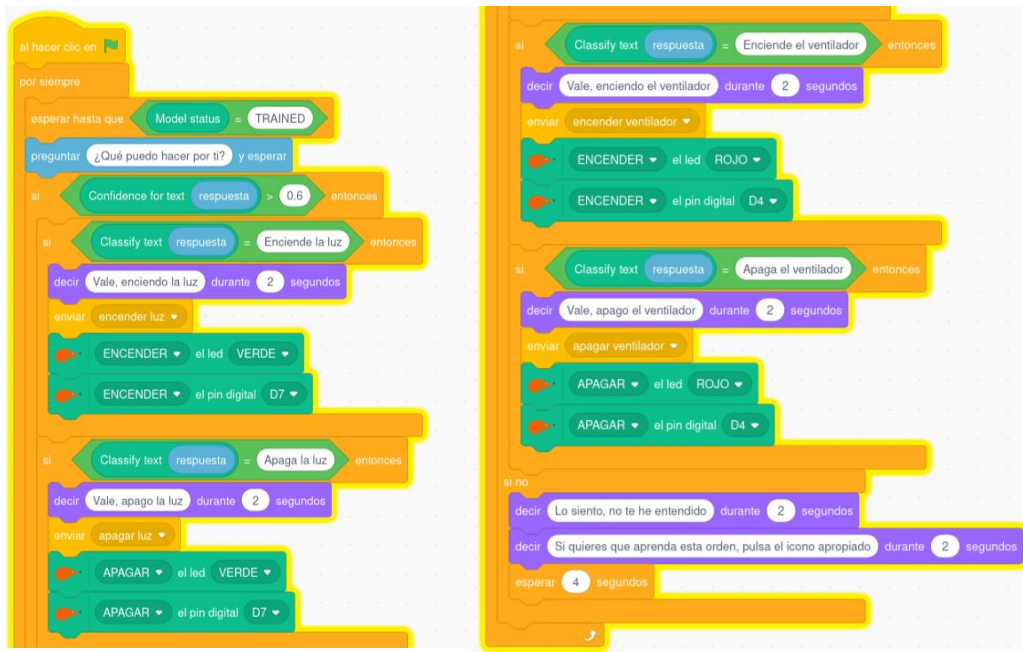 al hacer clic en
por siempre
esperar hasta que Model status = TRAINED
preguntar ¿Qué puedo hacer por ti? y esperar
si Confidence for text respuesta > 0.6 entonces
si Classify text respuesta = Enciende la luz entonces
decir Vale, enciendo la luz durante 2 segundos
enviar encender luz
ENCENDER el led VERDE
ENCENDER el pin digital D7
si Classify text respuesta = Apaga la luz entonces
decir Vale, apago la luz durante 2 segundos
enviar apagar luz
APAGAR el led VERDE
APAGAR el pin digital D7
si Classify text respuesta = Enciende el ventilador entonces
decir Vale, enciendo el ventilador durante 2 segundos
enviar encender ventilador
ENCENDER el led ROJO
ENCENDER el pin digital D4
si Classify text respuesta = Apaga el ventilador entonces
decir Vale, apago el ventilador durante 2 segundos
enviar apagar ventilador
APAGAR el led ROJO
APAGAR el pin digital D4
si no
decir Lo siento, no te he entendido durante 2 segundos
decir Si quieres que aprenda esta orden, pulsa el icono apropiado durante 2 segundos
esperar 4 segundos